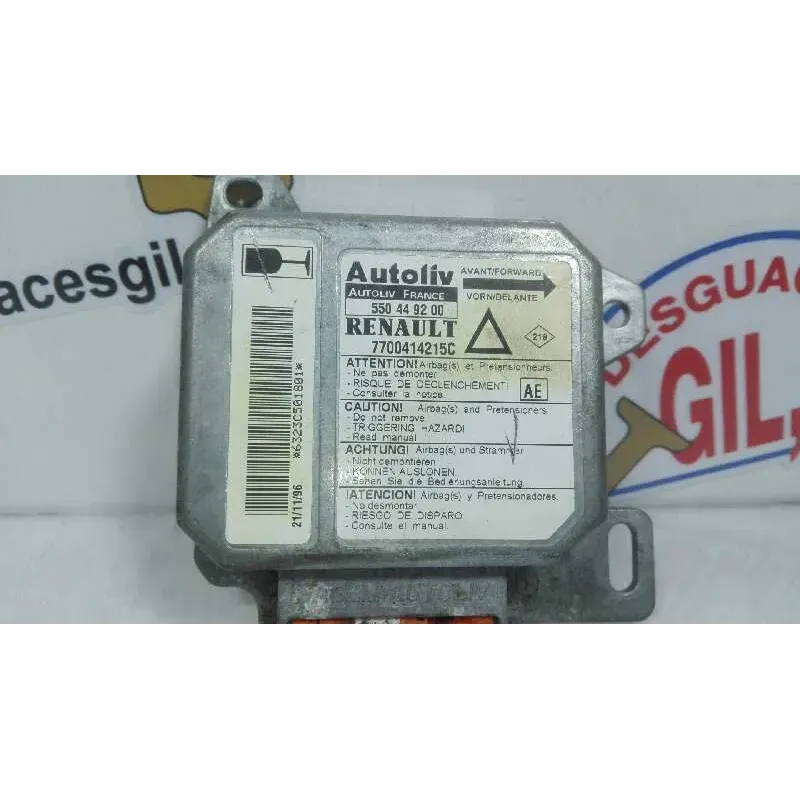 acesgil
DESGUAC
GIL,
Autoliv
AUTOLIV FRANCE
550 44 92 00
RENAULT
7700414215C
AVANT/FORWARD
VORN/DELANTE
219
ATTENTION! Airbag(s) et Pretensionneurs
- Ne pas demonter
- RISQUE DE DECLENCHEMENT!
- Consulter la notice.
AE
CAUTION! Airbag(s) and Pretensioners
- Do not remove
- TRIGGERING HAZARD!
- Read manual
ACHTUNG! Airbag(s) und Strammer
- Nicht demontieren
- KONNEN AUSLOSEN.
- Sehen Sie die Bedienungsanleitung.
¡ATENCION! Airbag(s) y Pretensionadores.
- No desmontar
- RIESGO DE DISPARO
- Consulte el manual.
*6323C501801*
21/11/96